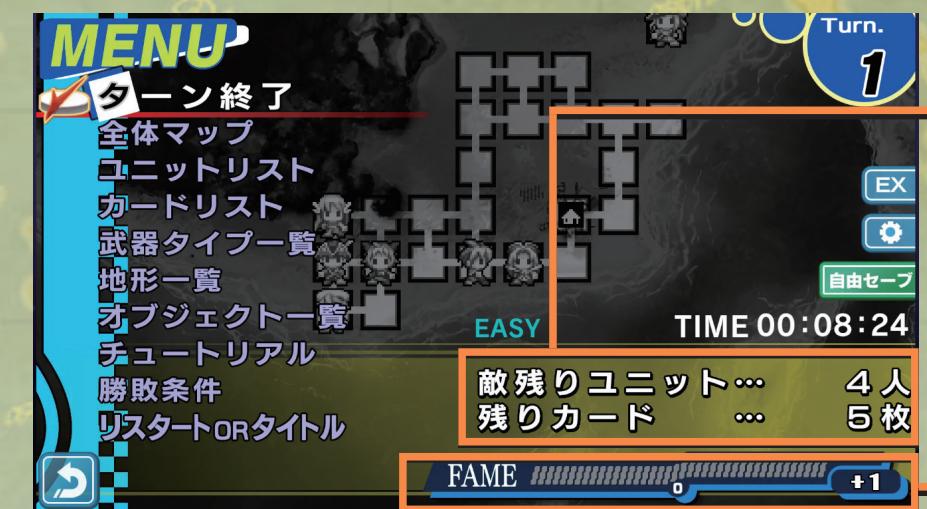 MENU
Turn.
1
ターン終了
全体マップ
ユニットリスト
カードリスト
武器タイプ一覧
地形一覧
オブジェクト一覧
チュートリアル
勝敗条件
リスタートORタイトル
EX
自由セーブ
EASY
TIME 00:08:24
敵残りユニット… 4人
残りカード … 5枚
FAME 0 +1